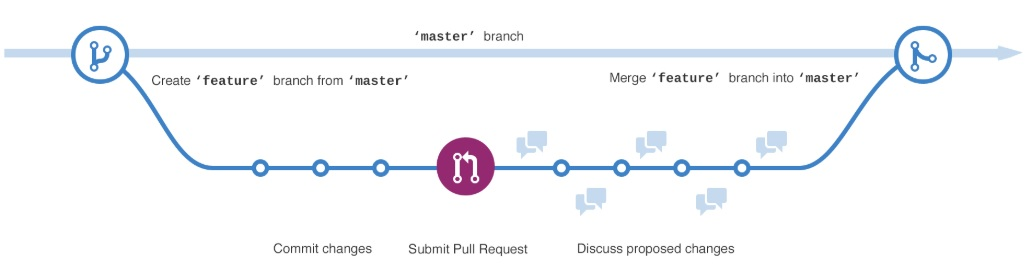 ‘master’ branch
Create ‘feature’ branch from ‘master’
Merge ‘feature’ branch into ‘master’
Commit changes
Submit Pull Request
Discuss proposed changes